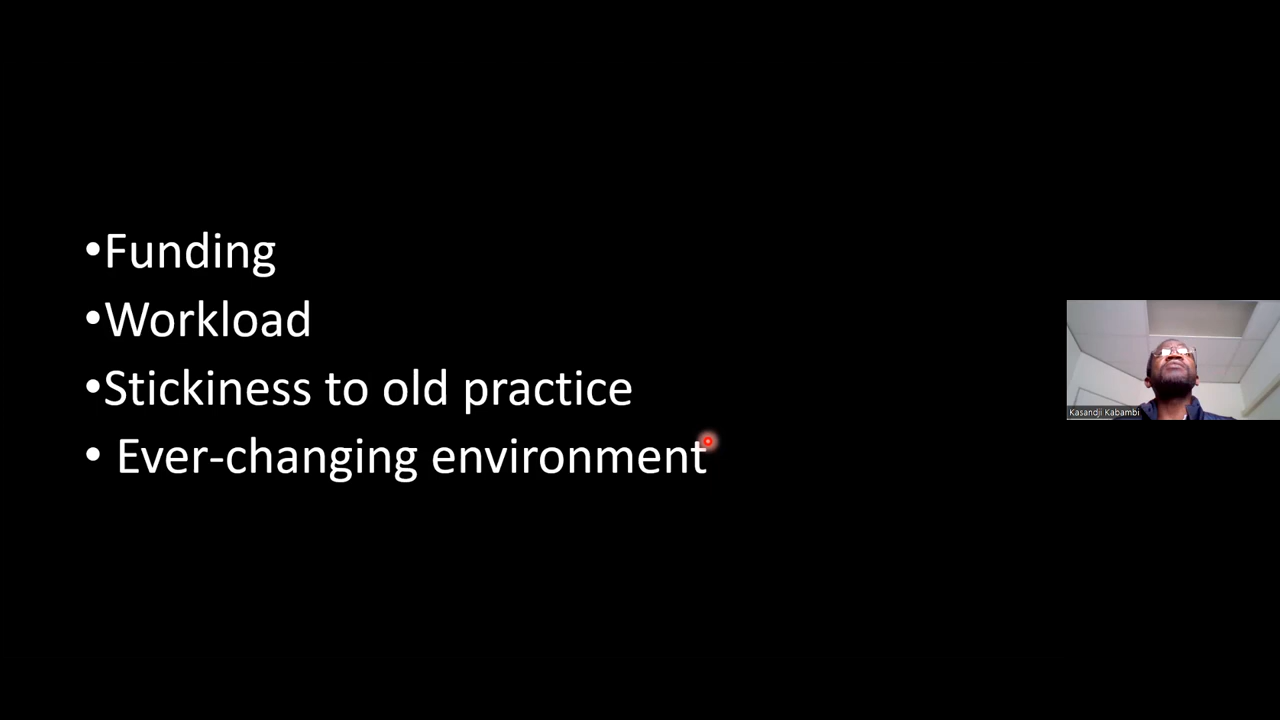 •Funding
•Workload
•Stickiness to old practice
• Ever-changing environment
Kasandji Kabambi